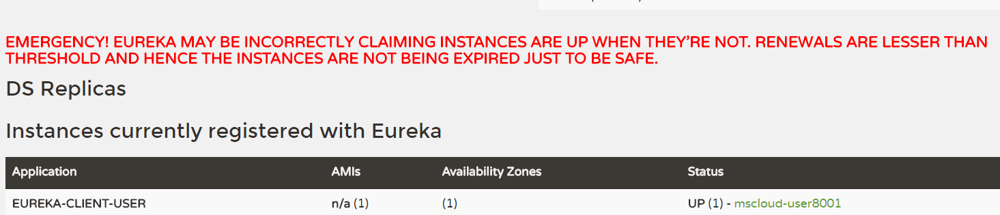 EMERGENCY! EUREKA MAY BE INCORRECTLY CLAIMING INSTANCES ARE UP WHEN THEY'RE NOT. RENEWALS ARE LESSER THAN
THRESHOLD AND HENCE THE INSTANCES ARE NOT BEING EXPIRED JUST TO BE SAFE.
DS Replicas
Instances currently registered with Eureka
Application AMIs Availability Zones Status
EUREKA-CLIENT-USER n/a (1) (1) UP (1) - mscloud-user8001